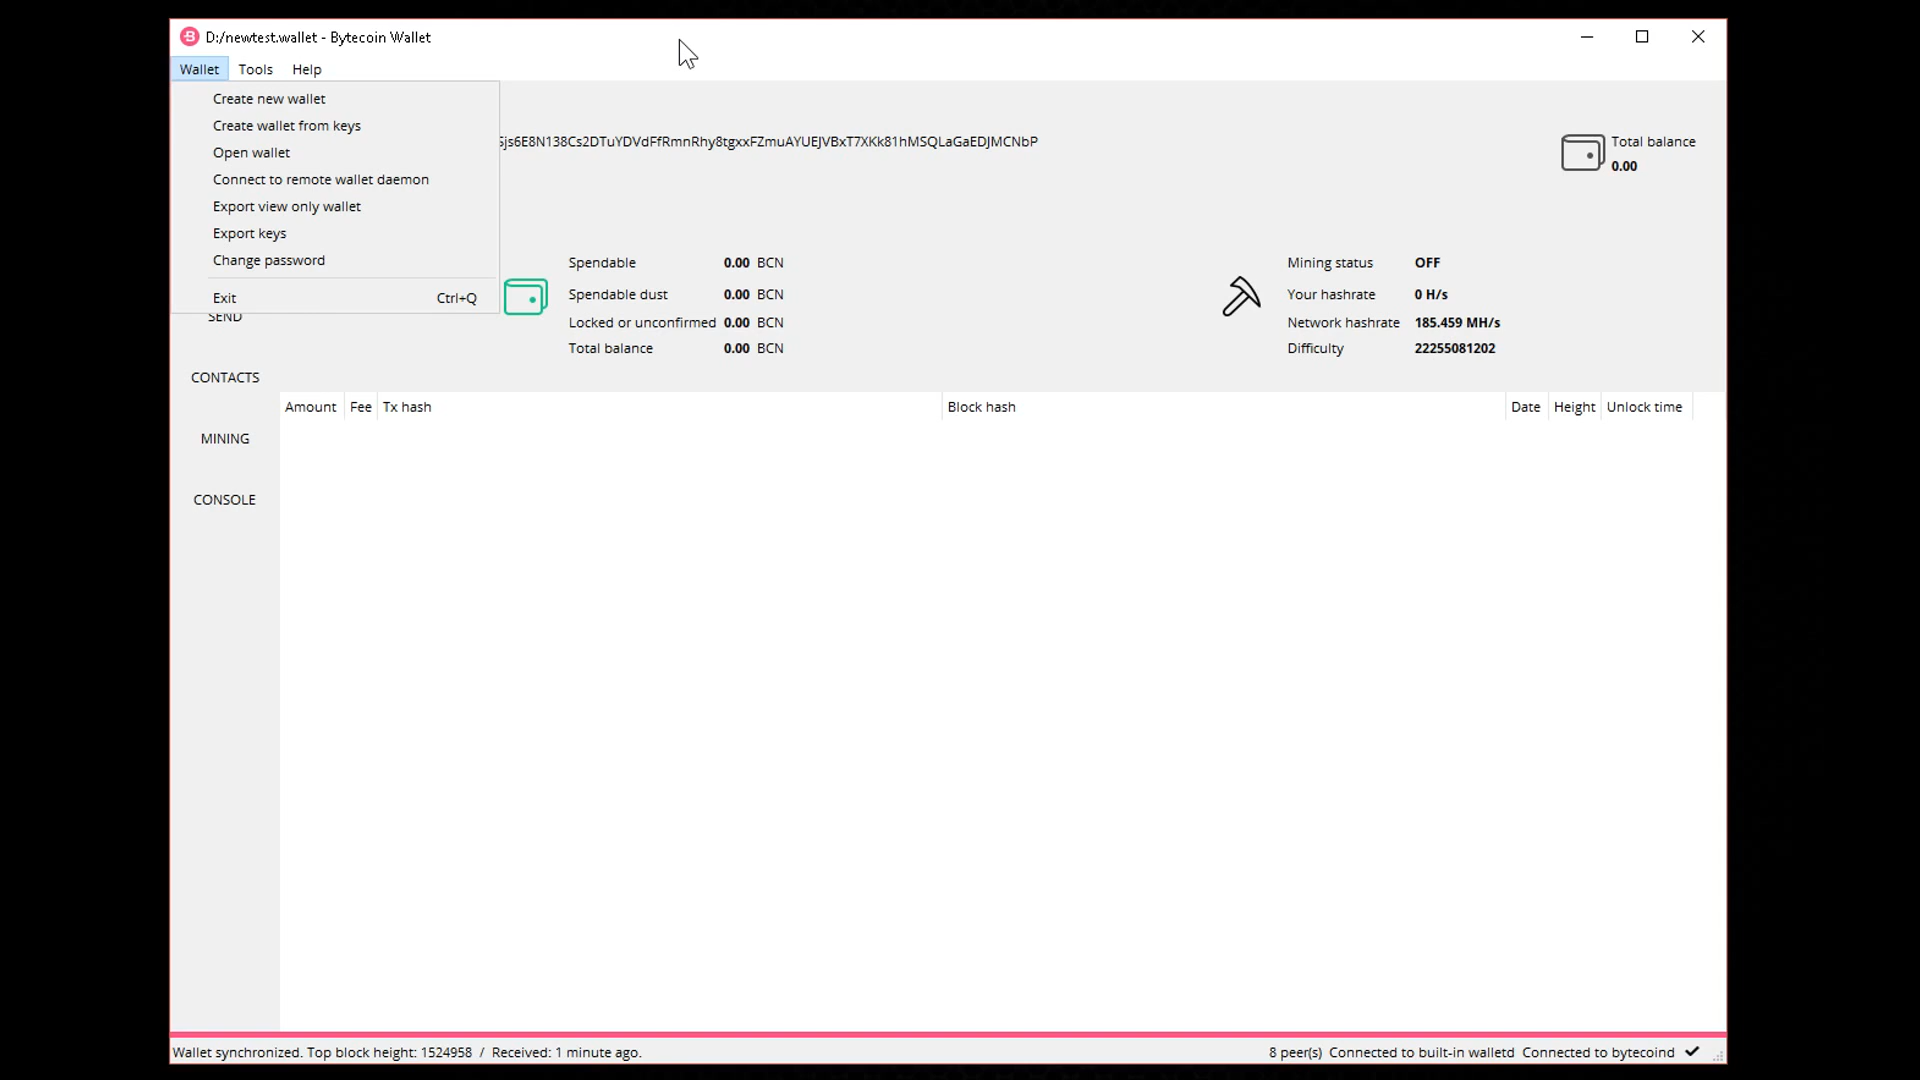 D:/newtest.wallet - Bytecoin Wallet
Wallet Tools Help
Create new wallet
Create wallet from keys
Open wallet
Connect to remote wallet daemon
Export view only wallet
Export keys
Change password
Exit Ctrl+Q
js6E8N138Cs2DTuYDVdFfRmnRhy8tgxxFZmuAYUEJVBxT7XKk81hMSQLaGaEDJMCNbP
Total balance
0.00
Spendable 0.00 BCN
Spendable dust 0.00 BCN
Locked or unconfirmed 0.00 BCN
Total balance 0.00 BCN
Mining status OFF
Your hashrate 0 H/s
Network hashrate 185.459 MH/s
Difficulty 22255081202
SEND
CONTACTS
MINING
CONSOLE
Amount Fee Tx hash Block hash Date Height Unlock time
Wallet synchronized. Top block height: 1524958 / Received: 1 minute ago.
8 peer(s) Connected to built-in walletd Connected to bytecoind